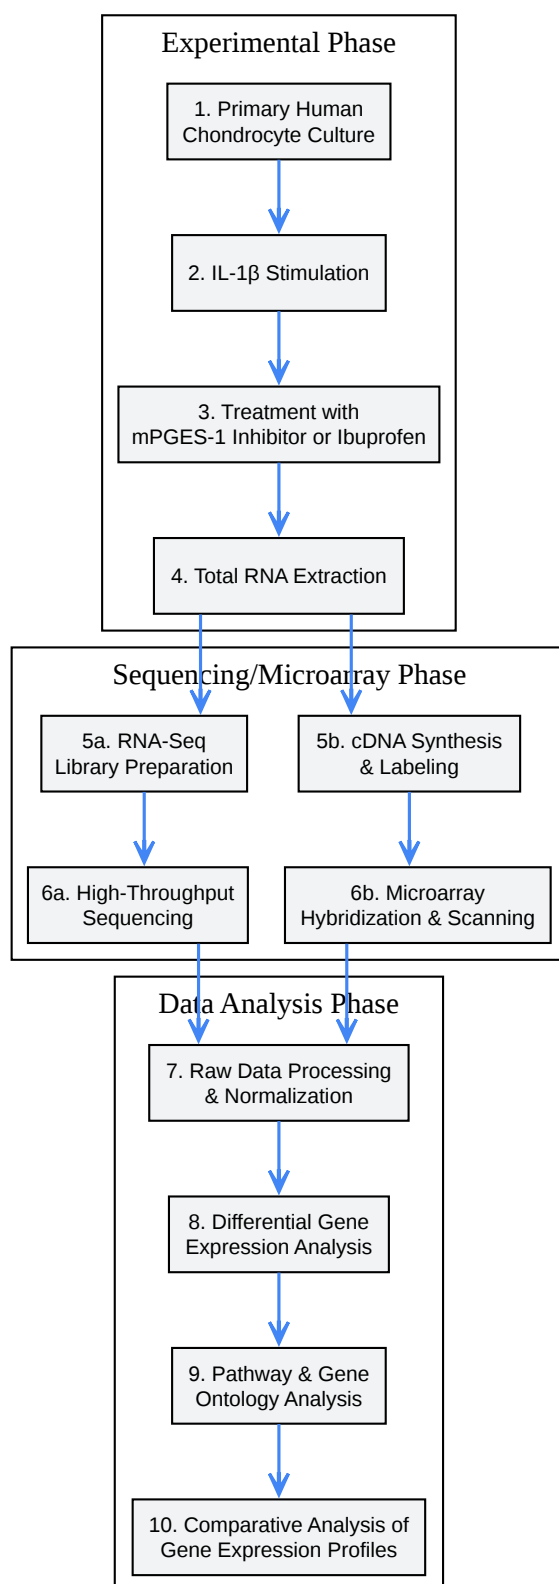 Experimental Phase
1. Primary Human
Chondrocyte Culture
2. IL-1β Stimulation
3. Treatment with
mPGES-1 Inhibitor or Ibuprofen
4. Total RNA Extraction
Sequencing/Microarray Phase
5a. RNA-Seq
Library Preparation
5b. cDNA Synthesis
& Labeling
6a. High-Throughput
Sequencing
6b. Microarray
Hybridization & Scanning
Data Analysis Phase
7. Raw Data Processing
& Normalization
8. Differential Gene
Expression Analysis
9. Pathway & Gene
Ontology Analysis
10. Comparative Analysis of
Gene Expression Profiles